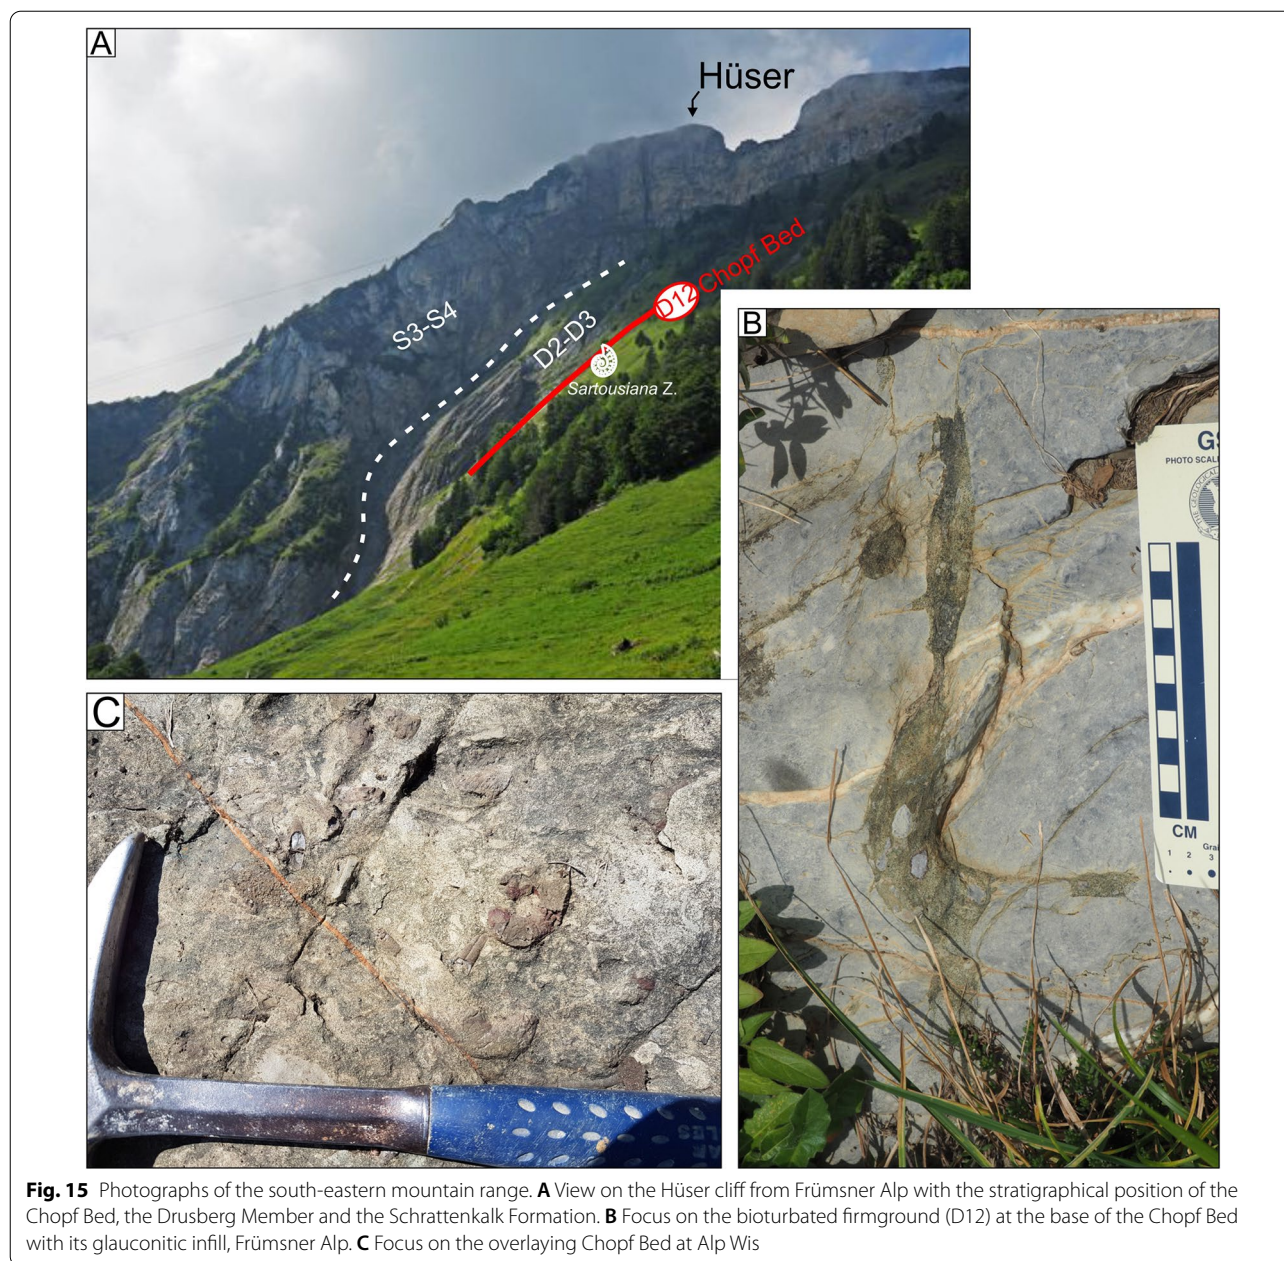 A
Hüser
Chopf Bed
D12
S3-S4
D2-D3
Sartousiana Z.
B
PHOTO SCAL
THE GEOLOGICAL
CM
1 2 3
C
Fig. 15 Photographs of the south-eastern mountain range. A View on the Hüser cliff from Frümsner Alp with the stratigraphical position of the
Chopf Bed, the Drusberg Member and the Schrattenkalk Formation. B Focus on the bioturbated firmground (D12) at the base of the Chopf Bed
with its glauconitic infill, Frümsner Alp. C Focus on the overlaying Chopf Bed at Alp Wis